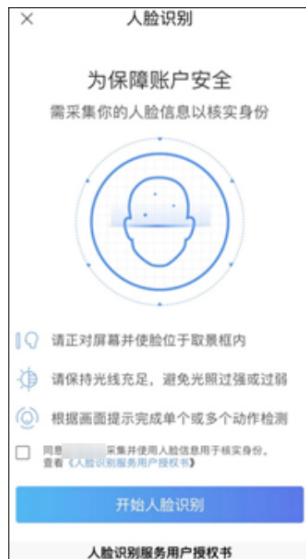 人脸识别
为保障账户安全
需采集你的人脸信息以核实身份
请正对屏幕并使脸位于取景框内
请保持光线充足，避免光照过强或过弱
根据画面提示完成单个或多个动作检测
同意采集并使用人脸信息用于核实身份。
查看《人脸识别服务用户授权书》
开始人脸识别
人脸识别服务用户授权书